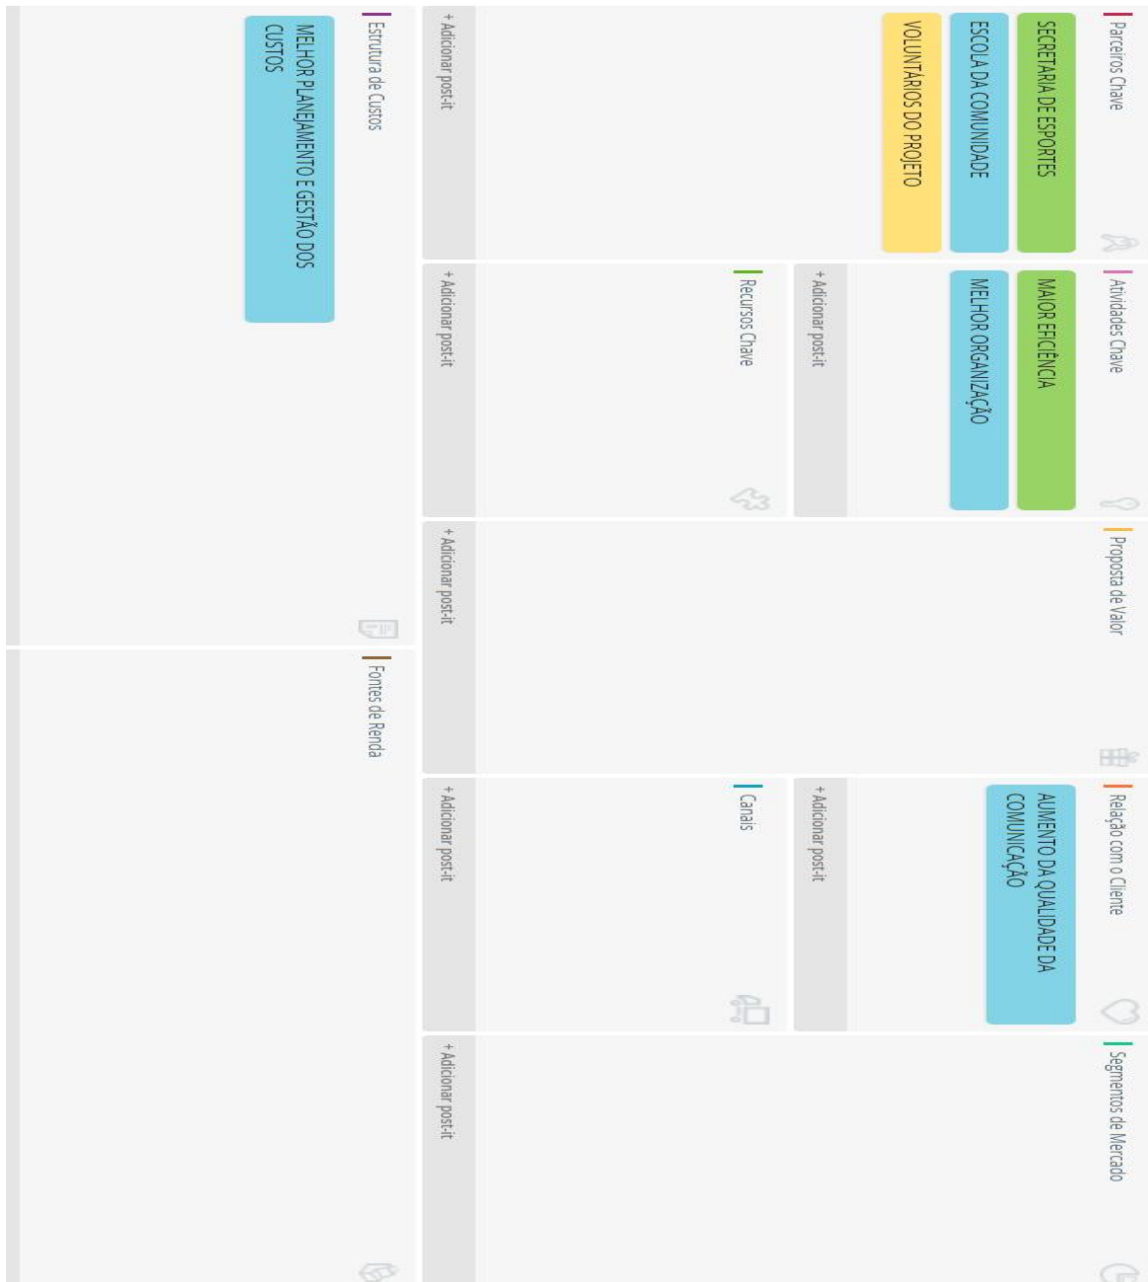 Parceiros Chave
SECRETARIA DE ESPORTES
ESCOLA DA COMUNIDADE
VOLUNTÁRIOS DO PROJETO
+ Adicionar post-it
Atividades Chave
MAIOR EFICIÊNCIA
MELHOR ORGANIZAÇÃO
+ Adicionar post-it
Recursos Chave
+ Adicionar post-it
Proposta de Valor
+ Adicionar post-it
Relação com o Cliente
AUMENTO DA QUALIDADE DA
COMUNICAÇÃO
+ Adicionar post-it
Canais
+ Adicionar post-it
Segmentos de Mercado
+ Adicionar post-it
Estrutura de Custos
MELHOR PLANEJAMENTO E GESTÃO DOS
CUSTOS
Fontes de Renda